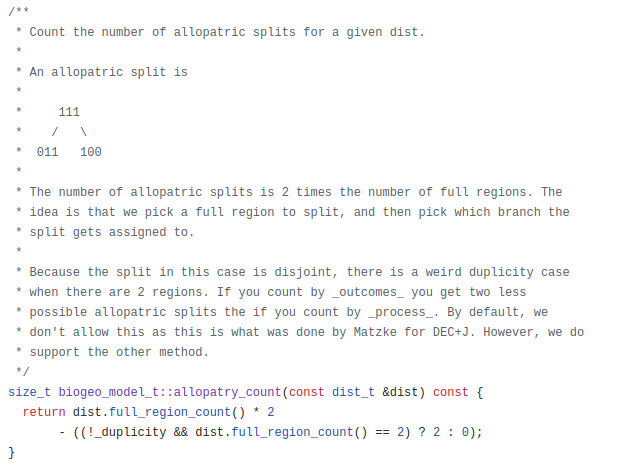 /**
 * Count the number of allopatric splits for a given dist.
 *
 * An allopatric split is
 *
 *     111
 *    /   \
 *  011   100
 *
 * The number of allopatric splits is 2 times the number of full regions. The
 * idea is that we pick a full region to split, and then pick which branch the
 * split gets assigned to.
 *
 * Because the split in this case is disjoint, there is a weird duplicity case
 * when there are 2 regions. If you count by _outcomes_ you get two less
 * possible allopatric splits the if you count by _process_. By default, we
 * don't allow this as this is what was done by Matzke for DEC+J. However, we do
 * support the other method.
 */
size_t biogeo_model_t::allopatry_count(const dist_t &dist) const {
  return dist.full_region_count() * 2
       - ((!_duplicity && dist.full_region_count() == 2) ? 2 : 0);
}